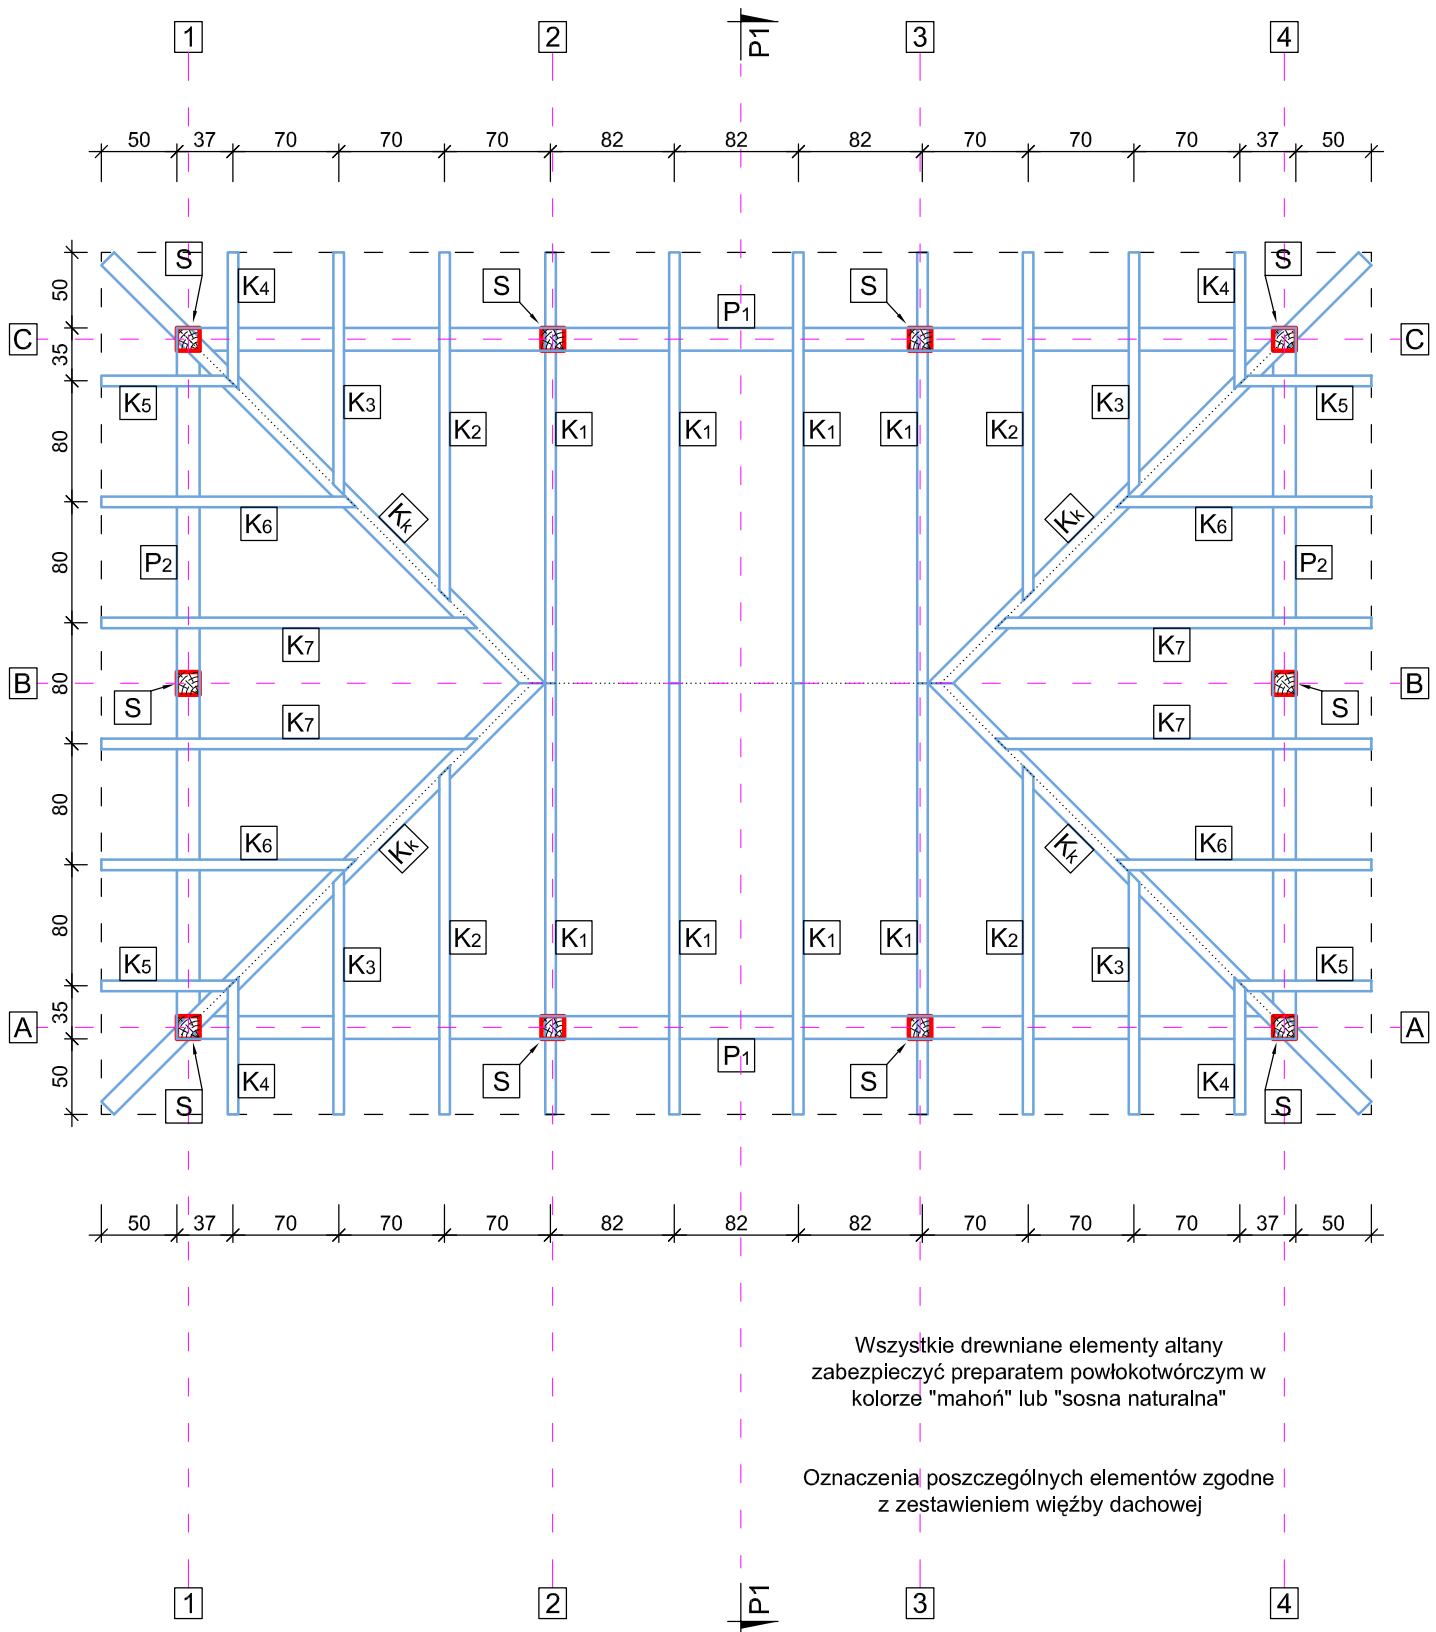 1 2 P1 3 4
50 37 70 70 70 82 82 82 70 70 70 37 50
S K4 S P1 S K4 S
50
C C
35
K5 K3 K2 K1 K1 K1 K1 K2 K3 K5
80
K6 Kk Kk K6
80
P2 P2
K7 K7
B 80 B
S S
K7 K7
80
K6 Kk Kk K6
80
K5 K3 K2 K1 K1 K1 K1 K2 K3 K5
35
A A
50
S K4 S P1 S K4 S
50 37 70 70 70 82 82 82 70 70 70 37 50
Wszystkie drewniane elementy altany
zabezpieczyć preparatem powłokotwórczym w
kolorze "mahoń" lub "sosna naturalna"
Oznaczenia poszczególnych elementów zgodne
z zestawieniem więźby dachowej
1 2 P1 3 4